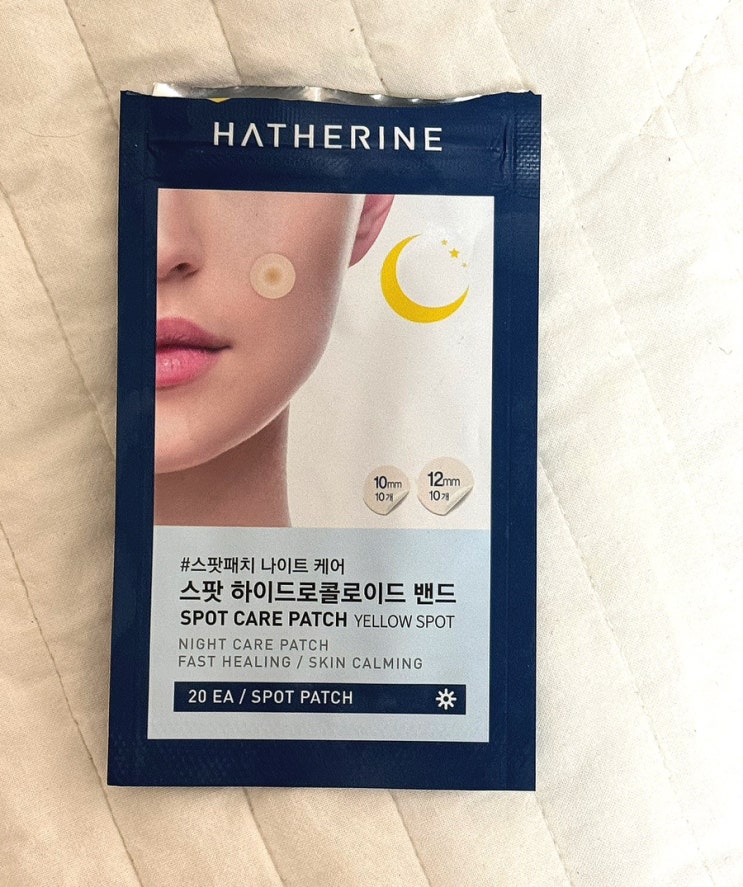 HATHERINE
10mm
10개
12mm
10개
#스팟패치 나이트 케어
스팟 하이드로콜로이드 밴드
SPOT CARE PATCH YELLOW SPOT
NIGHT CARE PATCH
FAST HEALING / SKIN CALMING
20 EA / SPOT PATCH